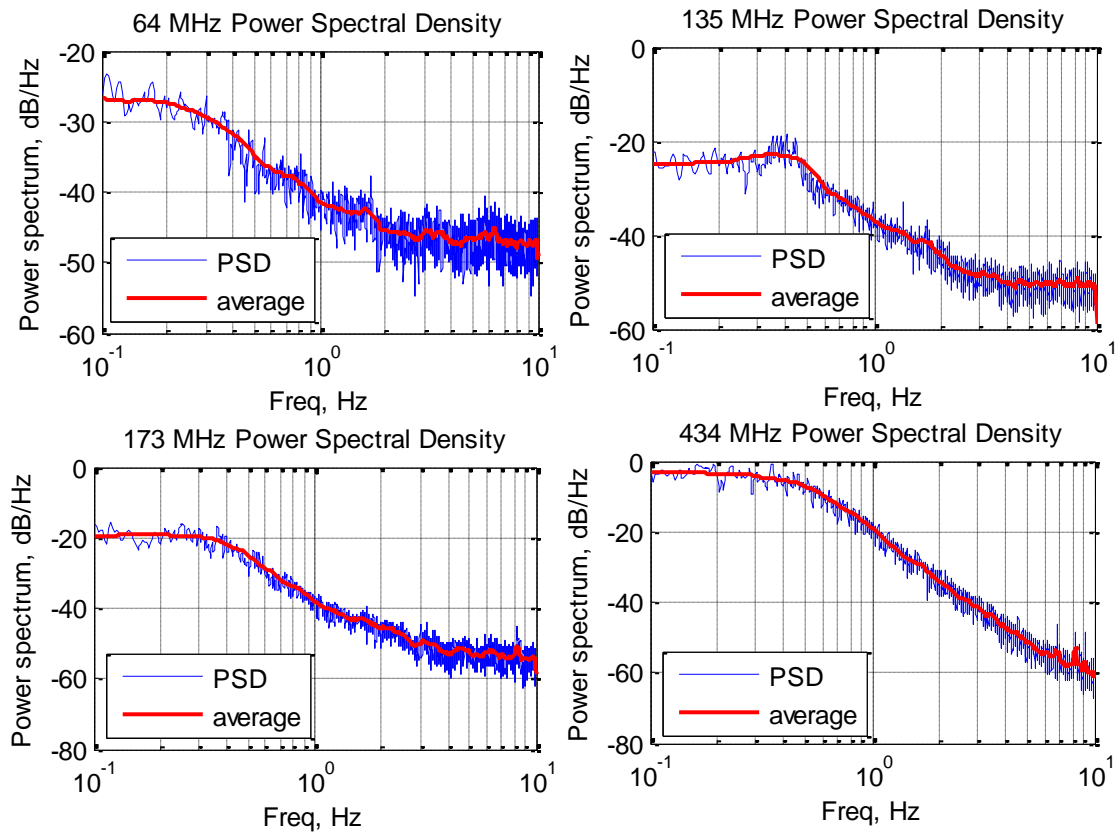 64 MHz Power Spectral Density
-20
-30
-40
-50
-60
Power spectrum, dB/Hz
PSD
average
10^-1
10^0
10^1
Freq, Hz
135 MHz Power Spectral Density
0
-20
-40
-60
Power spectrum, dB/Hz
PSD
average
10^-1
10^0
10^1
Freq, Hz
173 MHz Power Spectral Density
0
-20
-40
-60
-80
Power spectrum, dB/Hz
PSD
average
10^-1
10^0
10^1
Freq, Hz
434 MHz Power Spectral Density
0
-20
-40
-60
-80
Power spectrum, dB/Hz
PSD
average
10^-1
10^0
10^1
Freq, Hz